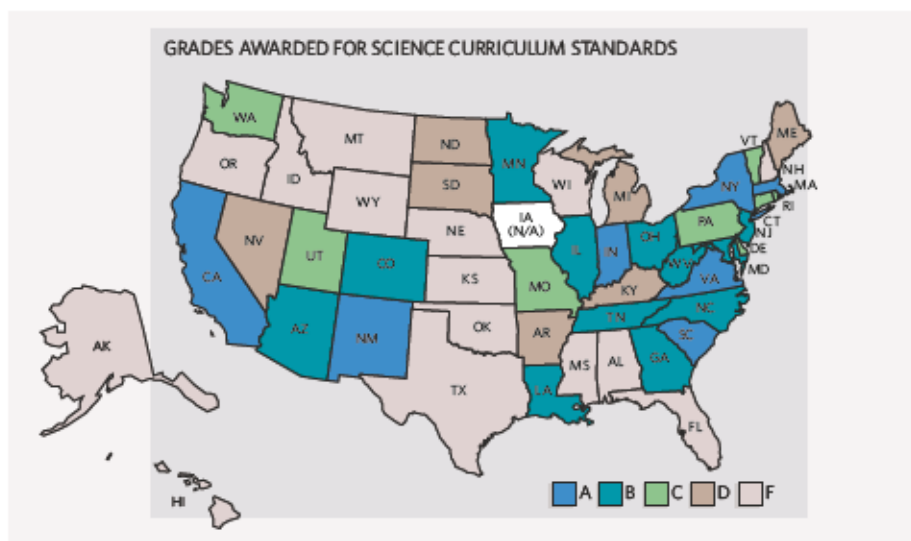 GRADES AWARDED FOR SCIENCE CURRICULUM STANDARDS
WA
MT
ND
MN
VT
ME
OR
ID
SD
WI
MI
NY
NH
MA
WY
RI
CT
IA
(N/A)
PA
NJ
NE
NV
UT
CO
IL
IN
OH
DE
MD
CA
KS
MO
WV
VA
KY
NC
AZ
NM
OK
AR
TN
SC
AK
MS
AL
GA
TX
LA
FL
HI
A B C D F